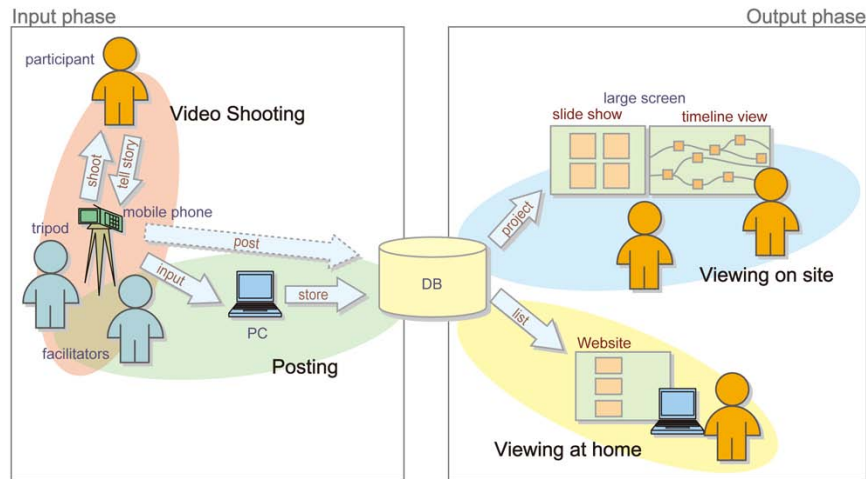 Input phase
Output phase
participant
Video Shooting
shoot
tell story
tripod
mobile phone
post
input
store
PC
facilitators
Posting
DB
project
list
large screen
slide show
timeline view
Viewing on site
Website
Viewing at home